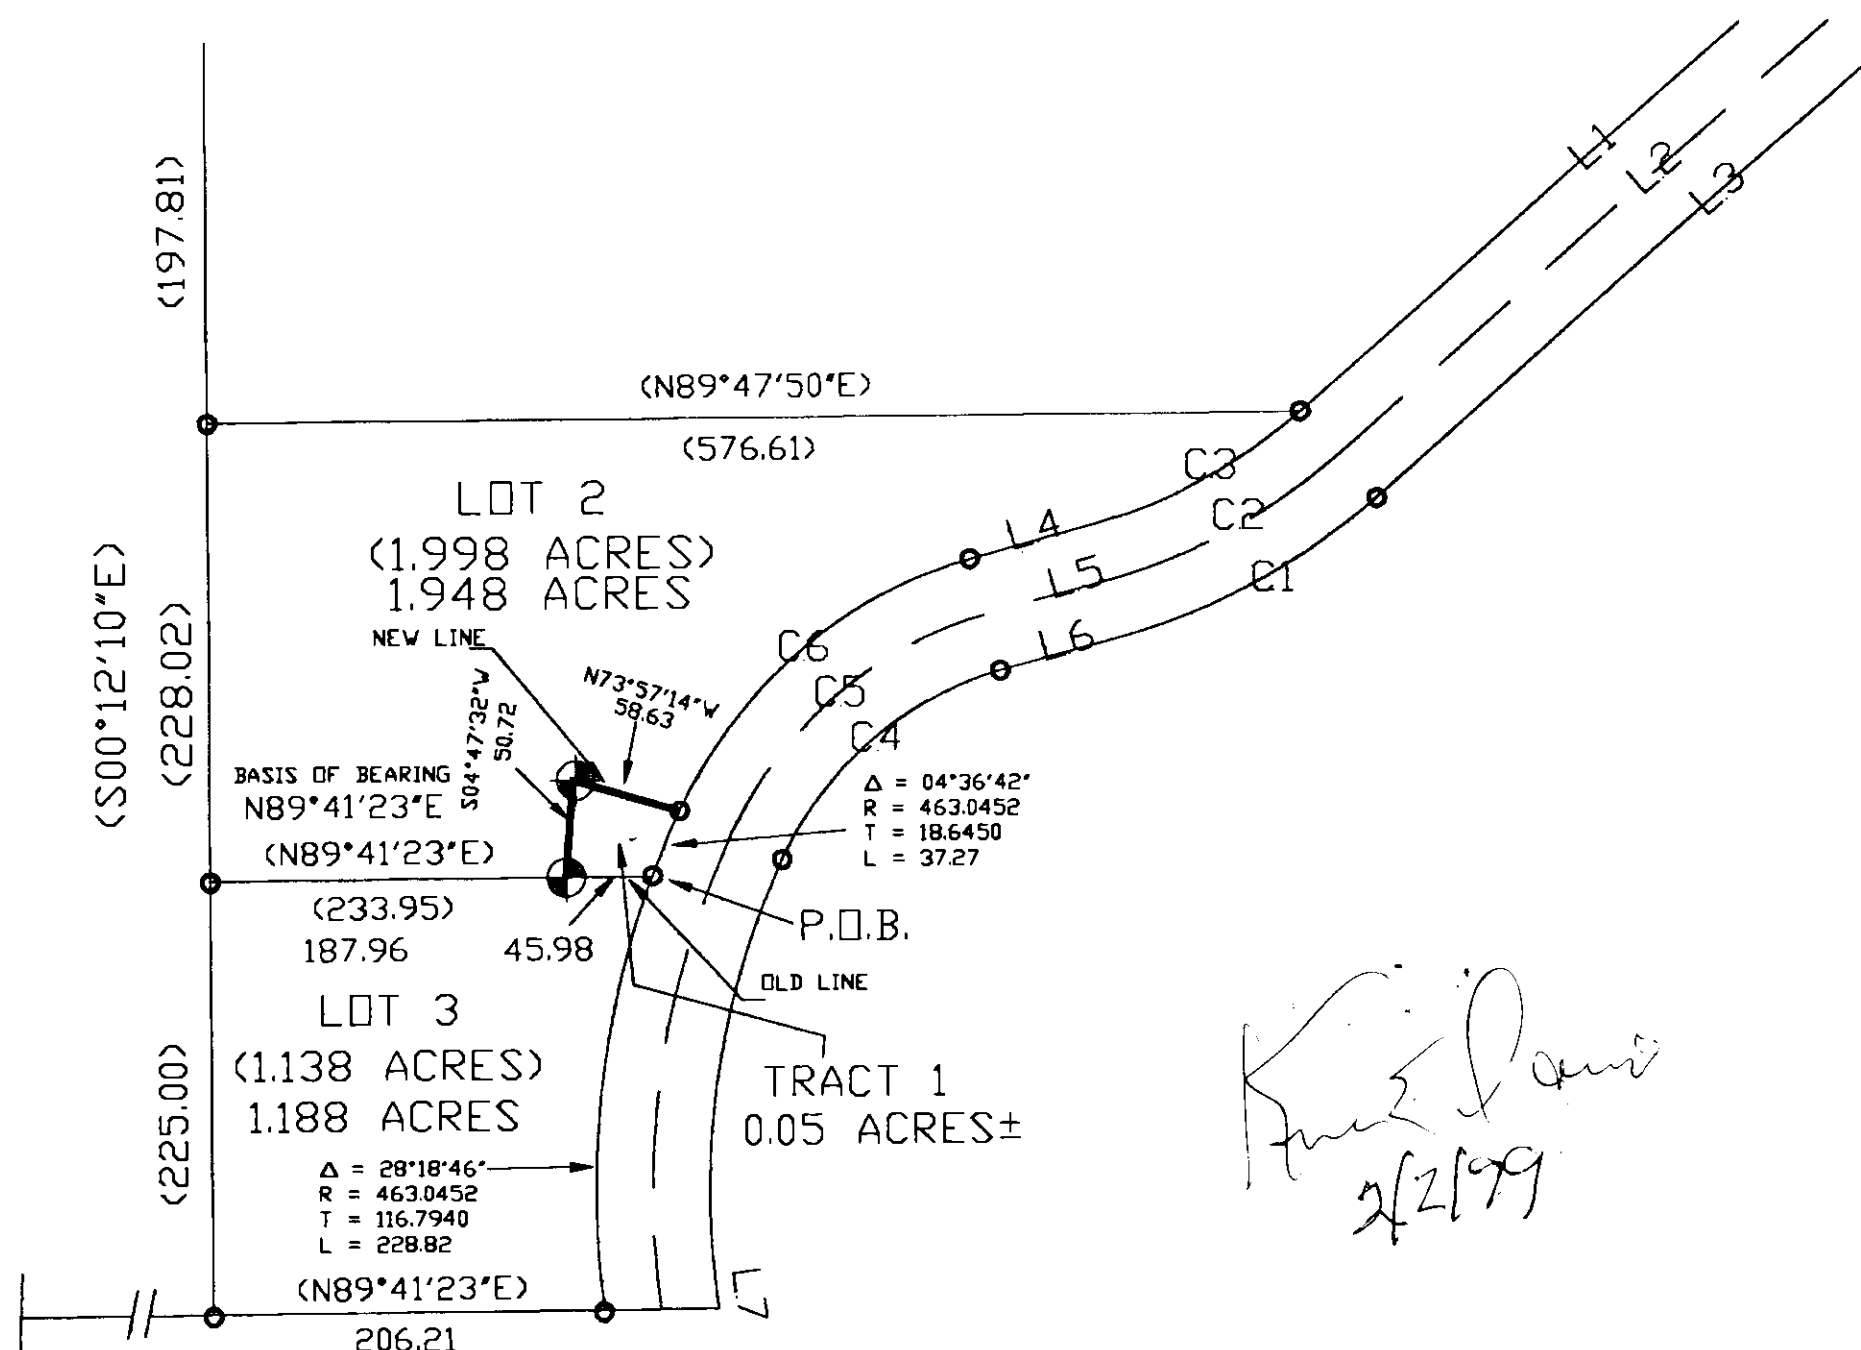 (197.81)
L1
L2
L3
(N89°47'50"E)
(576.61)
C3
C2
C1
LOT 2
(1.998 ACRES)
1.948 ACRES
L4
L5
L6
(S00°12'10"E)
(228.02)
NEW LINE
C6
C5
C4
N73°57'14"W
58.63
S04°47'32"W
50.72
BASIS OF BEARING
N89°41'23"E
(N89°41'23"E)
Δ = 04°36'42"
R = 463.0452
T = 18.6450
L = 37.27
(233.95)
187.96
45.98
P.O.B.
OLD LINE
LOT 3
(1.138 ACRES)
1.188 ACRES
(225.00)
TRACT 1
0.05 ACRES±
Δ = 28°18'46"
R = 463.0452
T = 116.7940
L = 228.82
(N89°41'23"E)
206.21
2/2/99